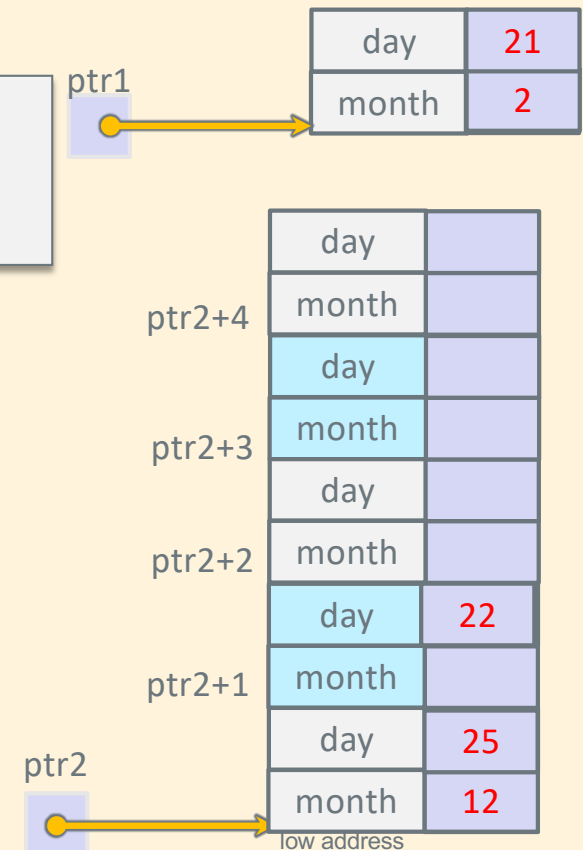 day 21
ptr1
month 2
day
month
ptr2+4
day
month
ptr2+3
day
month
ptr2+2
day 22
month
ptr2+1
day 25
ptr2
month 12
low address